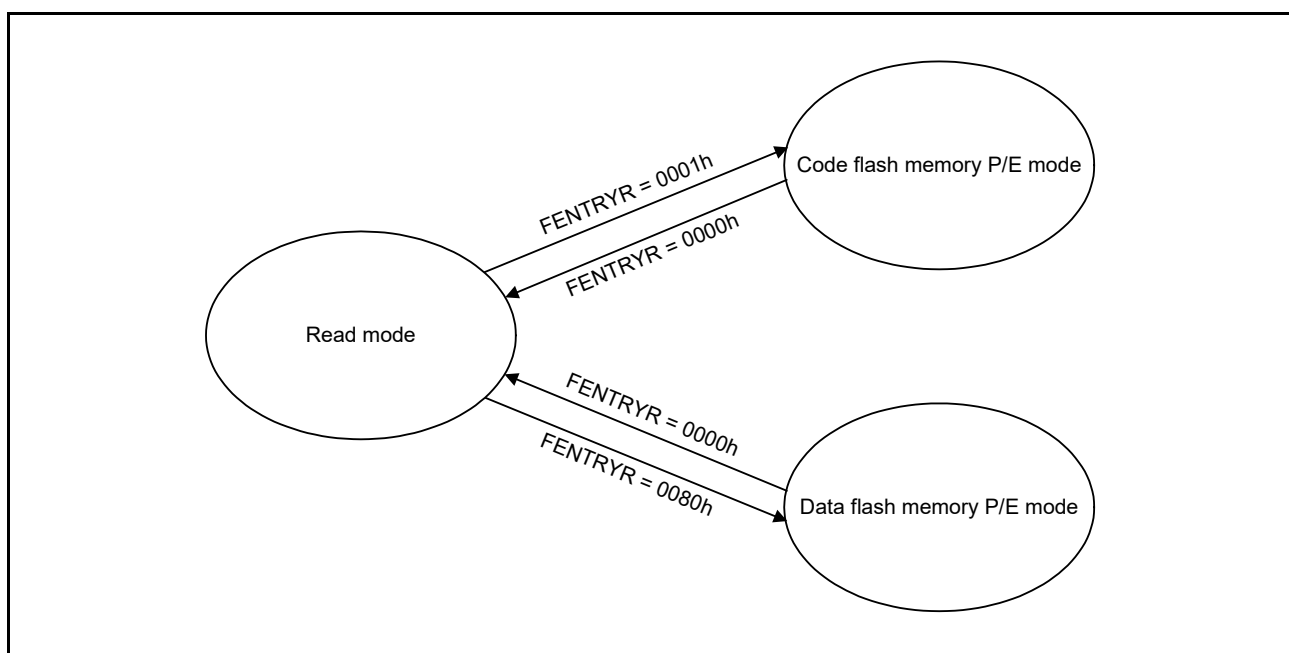 Code flash memory P/E mode
FENTRYR = 0001h
FENTRYR = 0000h
Read mode
FENTRYR = 0000h
FENTRYR = 0080h
Data flash memory P/E mode